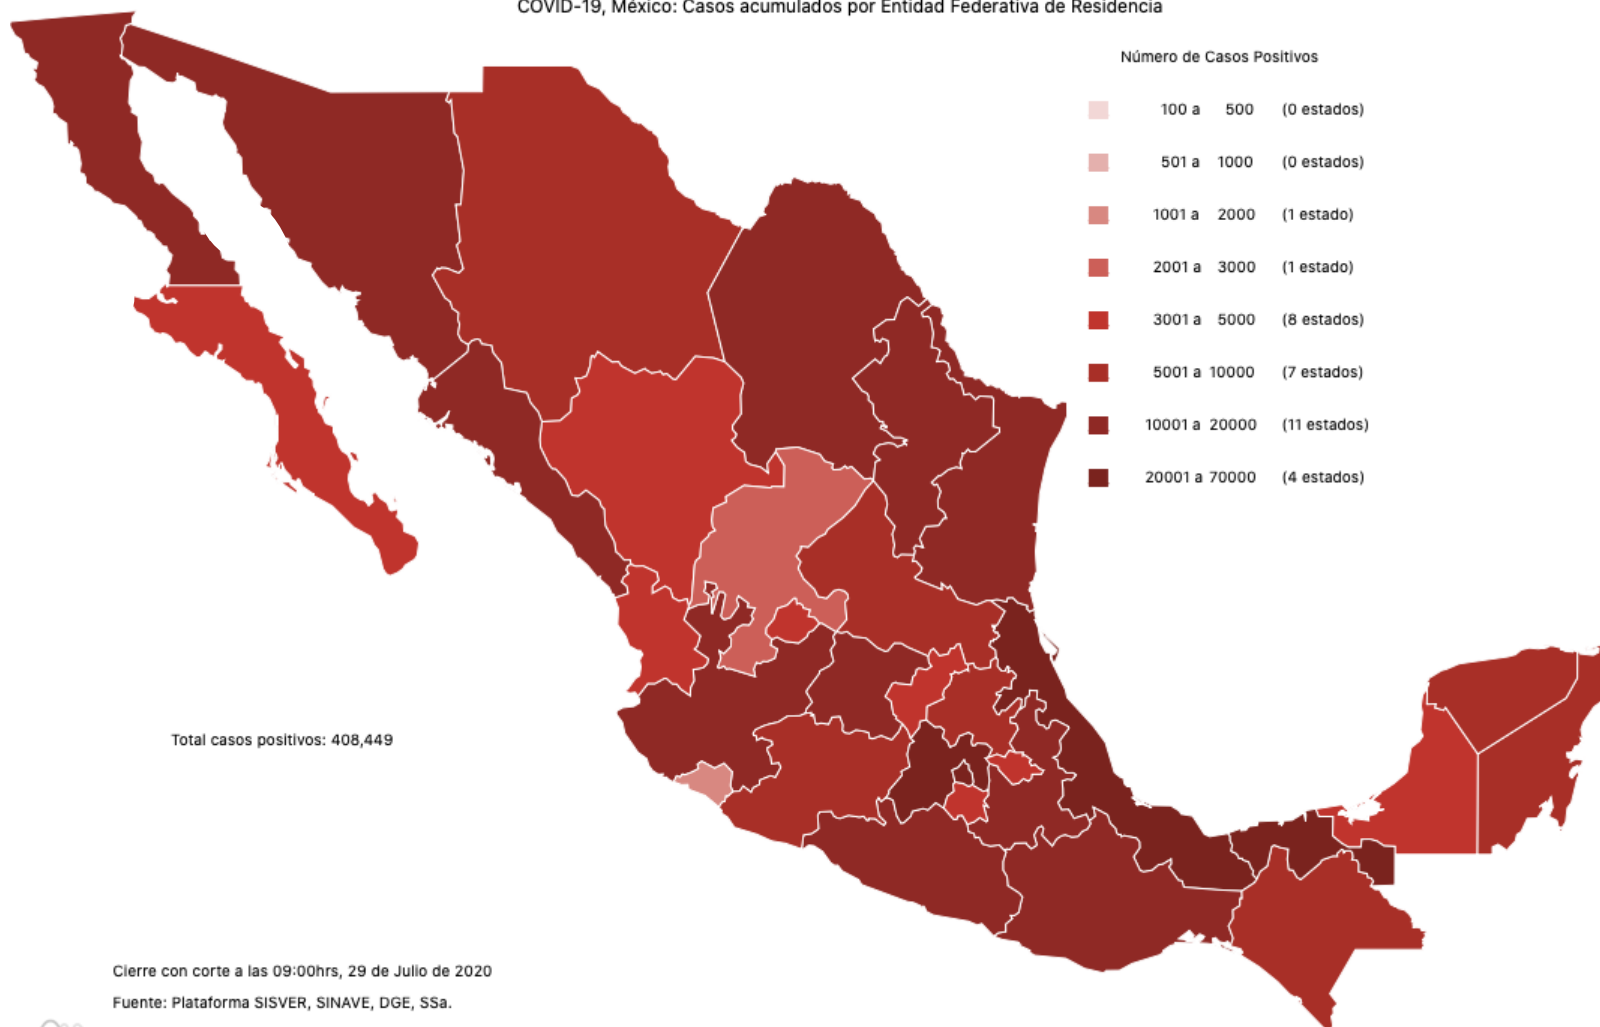 COVID-19, México: Casos acumulados por Entidad Federativa de Residencia
Número de Casos Positivos
100 a 500 (0 estados)
501 a 1000 (0 estados)
1001 a 2000 (1 estado)
2001 a 3000 (1 estado)
3001 a 5000 (8 estados)
5001 a 10000 (7 estados)
10001 a 20000 (11 estados)
20001 a 70000 (4 estados)
Total casos positivos: 408,449
Cierre con corte a las 09:00hrs, 29 de Julio de 2020
Fuente: Plataforma SISVER, SINAVE, DGE, SSa.